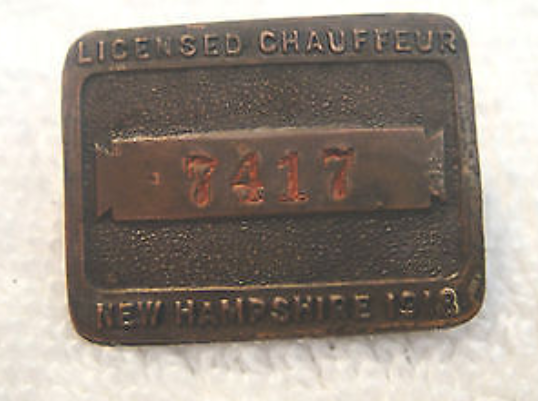 LICENSED CHAUFFEUR
7417
NEW HAMPSHIRE 1918